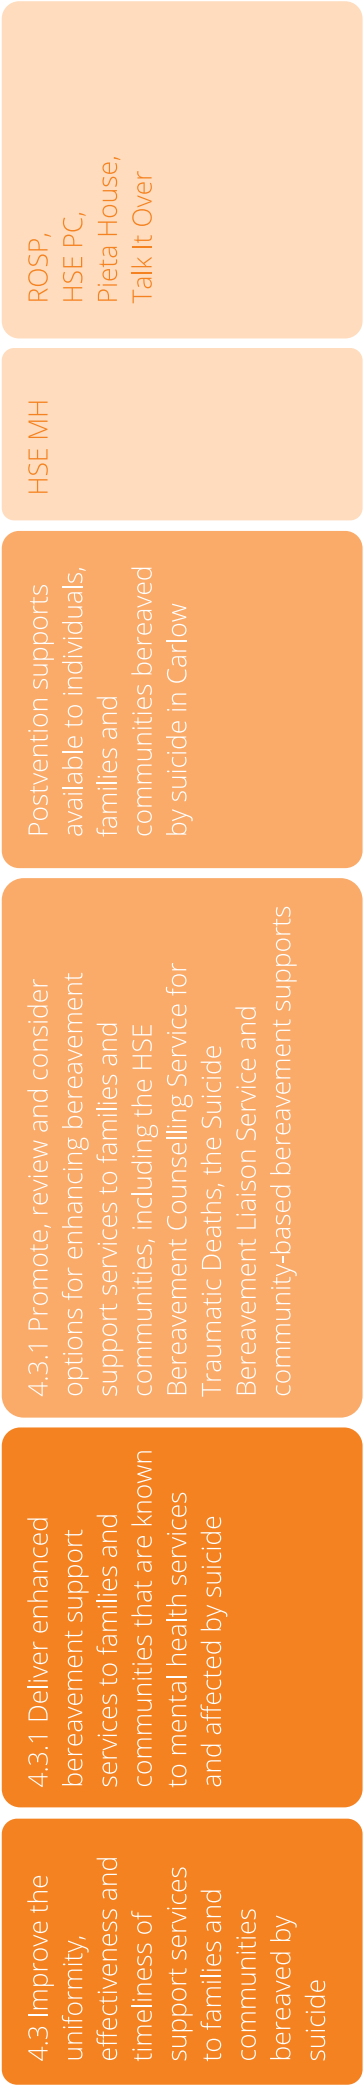 4.3 Improve the
uniformity,
effectiveness and
timeliness of
support services
to families and
communities
bereaved by
suicide
4.3.1 Deliver enhanced
bereavement support
services to families and
communities that are known
to mental health services
and affected by suicide
4.3.1 Promote, review and consider
options for enhancing bereavement
support services to families and
communities, including the HSE
Bereavement Counselling Service for
Traumatic Deaths, the Suicide
Bereavement Liaison Service and
community-based bereavement supports
Postvention supports
available to individuals,
families and
communities bereaved
by suicide in Carlow
HSE MH
ROSP,
HSE PC,
Pieta House,
Talk It Over